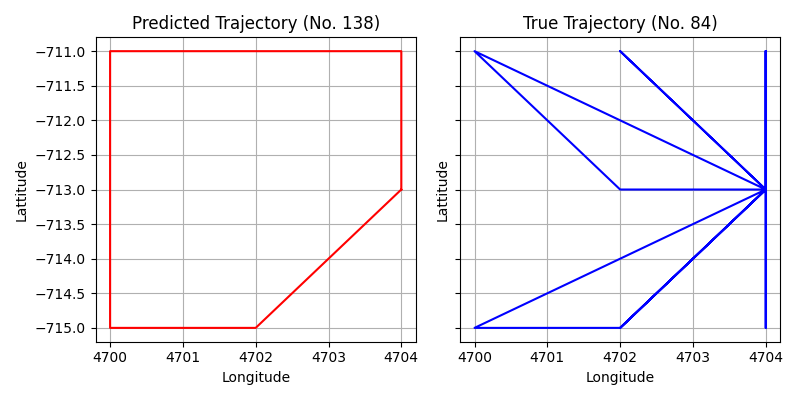 Predicted Trajectory (No. 138)
True Trajectory (No. 84)
−711.0
−711.5
−712.0
−712.5
−713.0
−713.5
−714.0
−714.5
−715.0
Lattitude
Lattitude
4700 4701 4702 4703 4704
4700 4701 4702 4703 4704
Longitude
Longitude